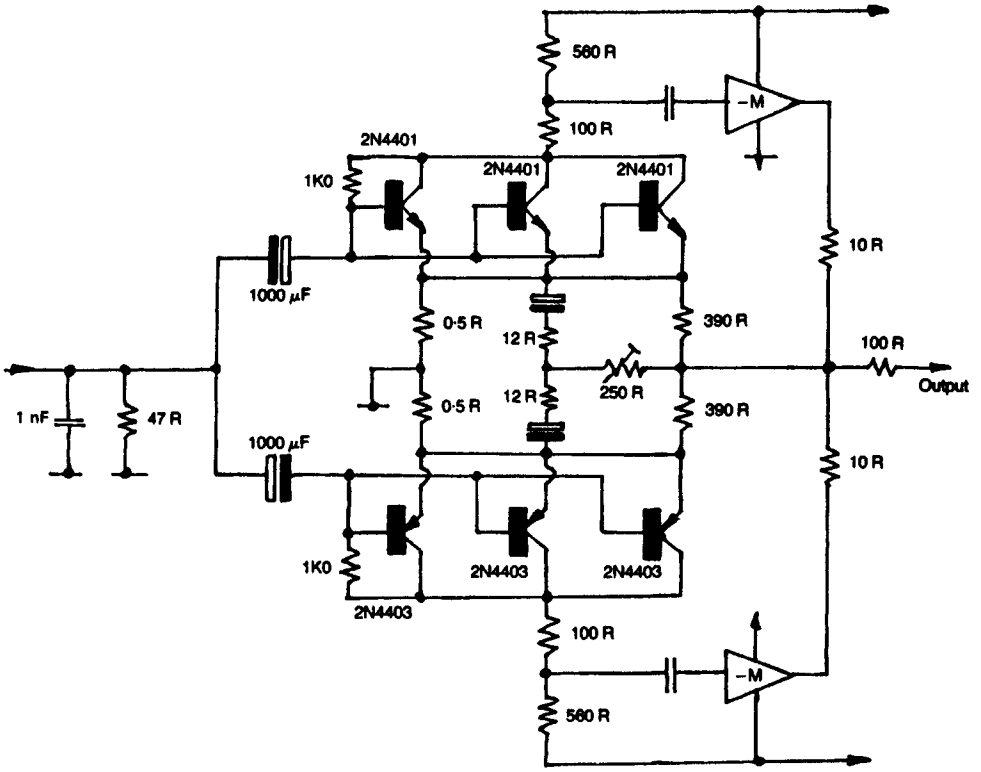 560 R
-M
100 R
2N4401
2N4401
2N4401
1K0
10 R
1000 µF
0·5 R
12 R
390 R
100 R
250 R
Output
1 nF
47 R
0·5 R
12 R
390 R
1000 µF
10 R
1K0
2N4403
2N4403
2N4403
100 R
-M
560 R